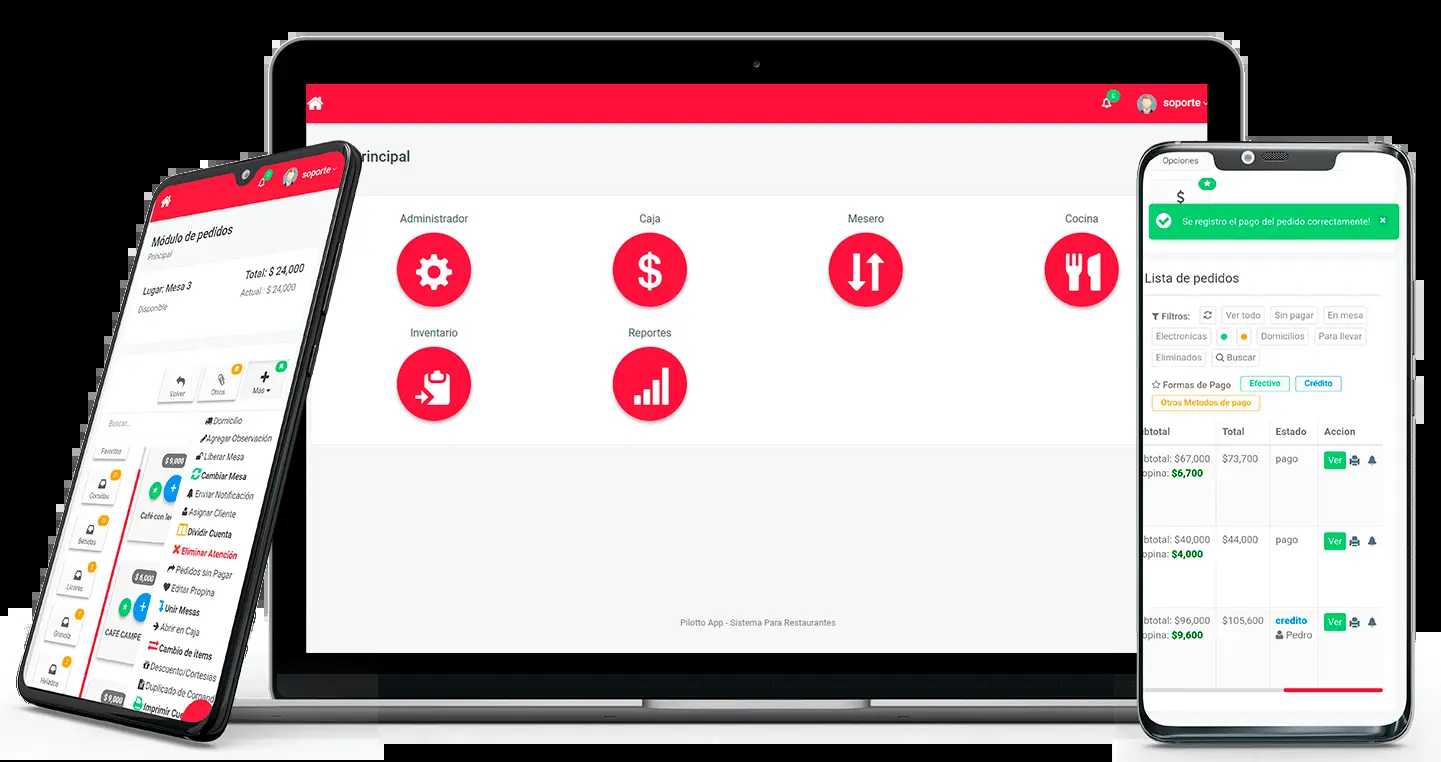 soporte
Módulo de pedidos
Principal
Total: $ 24,000
Lugar: Mesa 3
Actual : $ 24,000
Disponible
Volver
Otros
Más
Buscar...
Favoritos
Comidas
Bebidas
Licores
Granola
Helados
$ 9,000
Café con
$ 6,000
CAFE CAMPE
$ 9,000
Domicilio
Agregar Observación
Liberar Mesa
Cambiar Mesa
Enviar Notificación
Asignar Cliente
Dividir Cuenta
Eliminar Atención
Pedidos sin Pagar
Editar Propina
Unir Mesas
Abrir en Caja
Cambio de ítems
Descuento/Cortesias
Duplicado de Comand
Imprimir Cue
soporte
rincipal
Administrador
Caja
Mesero
Cocina
Inventario
Reportes
Pilotto App - Sistema Para Restaurantes
Opciones
$
Se registro el pago del pedido correctamente!
Lista de pedidos
Filtros: Ver todo Sin pagar En mesa
Electronicas Domicilios Para llevar
Eliminados Buscar
Formas de Pago Efectivo Crédito
Otros Metodos de pago
btotal Total Estado Accion
btotal: $67,000 $73,700 pago Ver
opina: $6,700
btotal: $40,000 $44,000 pago Ver
opina: $4,000
btotal: $96,000 $105,600 credito Ver
opina: $9,600 Pedro